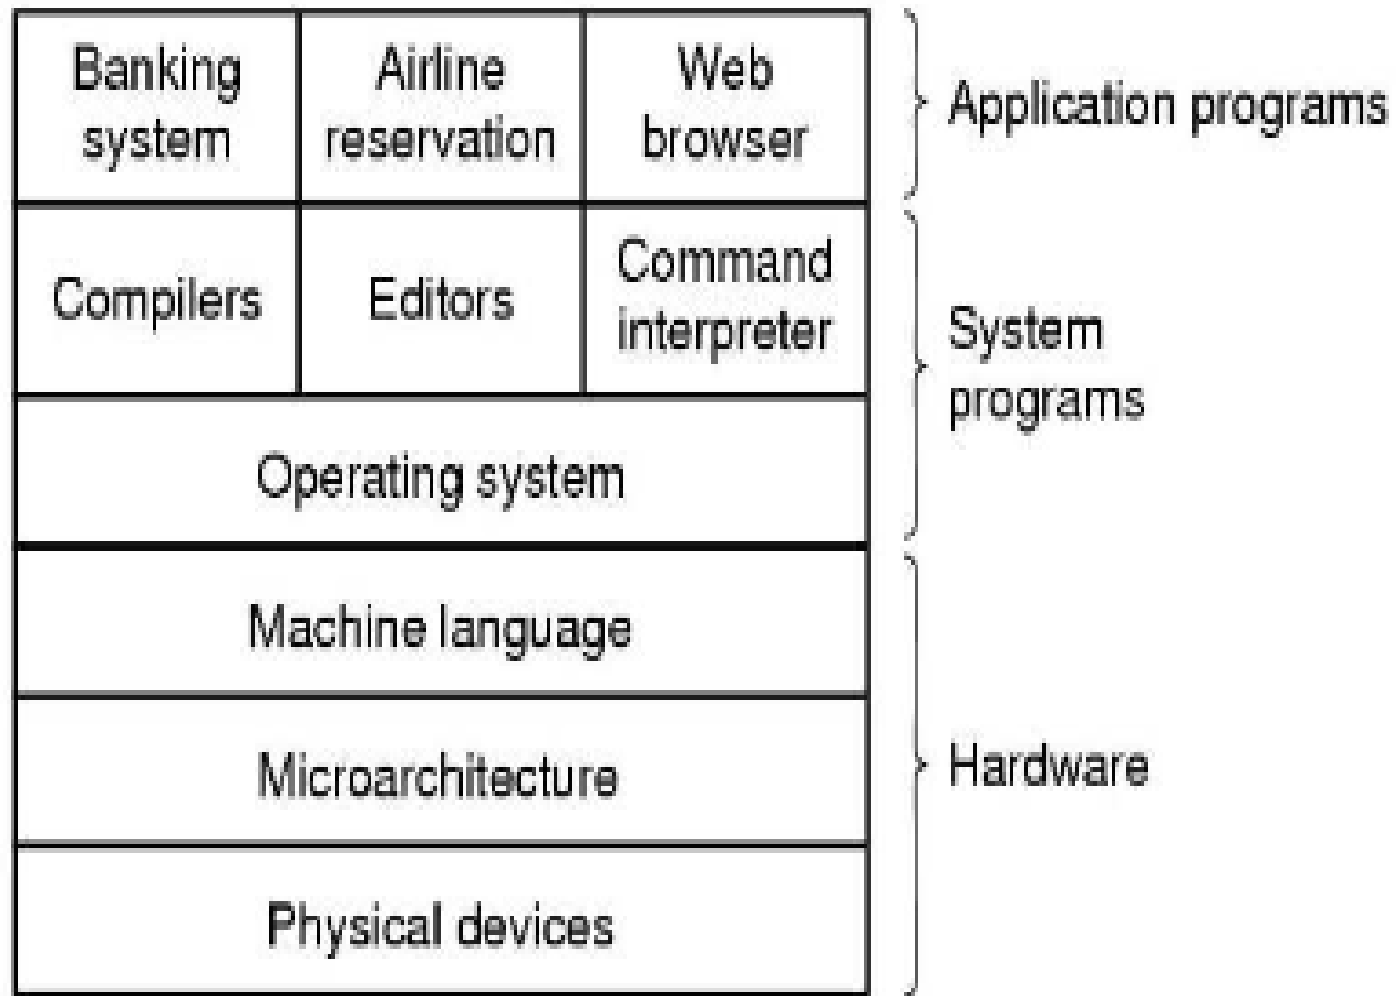 Banking
system
Airline
reservation
Web
browser
Application programs
Compilers
Editors
Command
interpreter
System
programs
Operating system
Machine language
Microarchitecture
Hardware
Physical devices